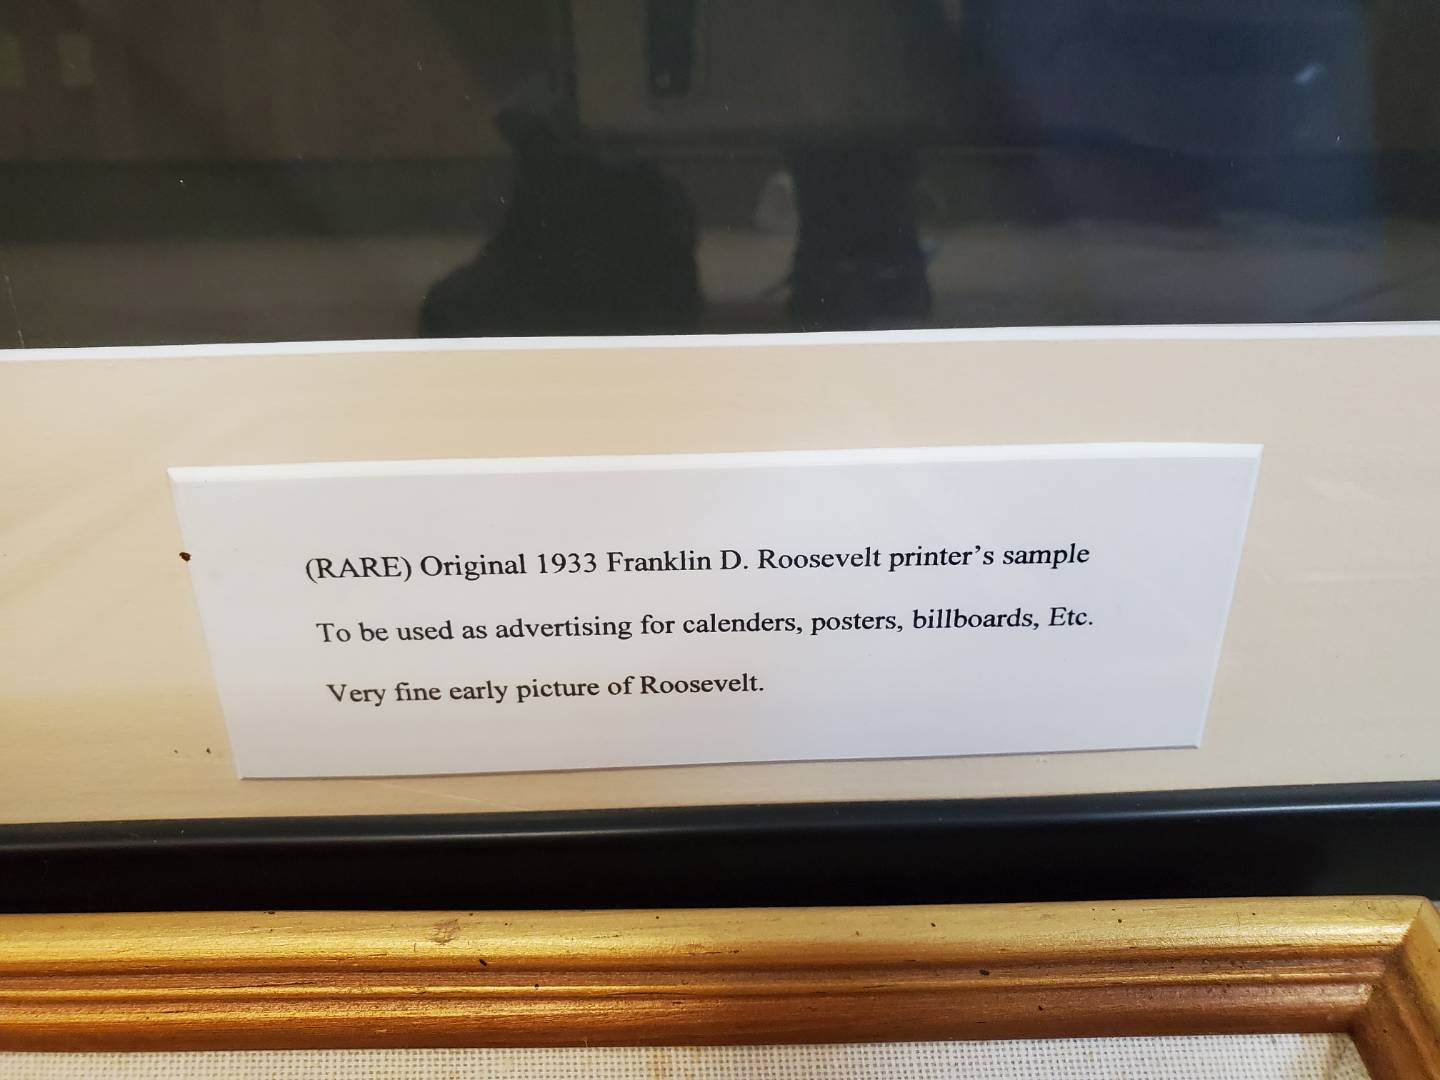 (RARE) Original 1933 Franklin D. Roosevelt printer's sample
To be used as advertising for calenders, posters, billboards, Etc.
Very fine early picture of Roosevelt.